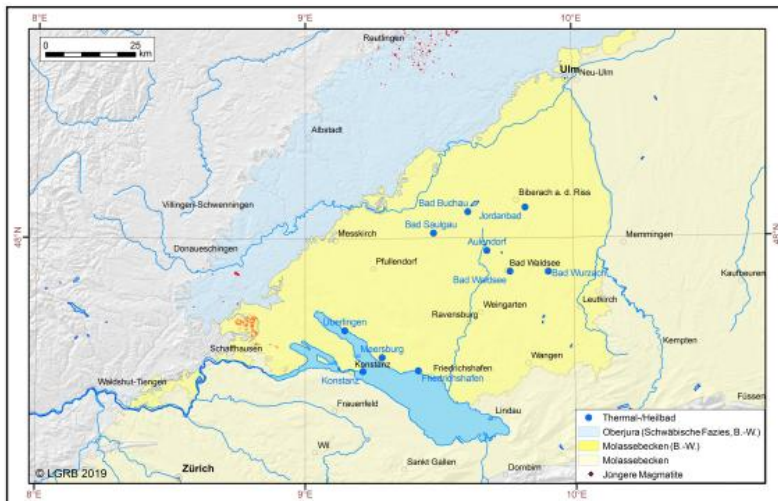 8°E 9°E 10°E
0 25
km
Reutlingen
Ulm
Neu-Ulm
Albstadt
Villingen-Schwenningen
Bad Buchau
Biberach a. d. Riss
Jordanbad
48°N
Donaueschingen
Messkirch
Bad Saulgau
Aulendorf
Memmingen
48°N
Pfullendorf
Bad Waldsee
Bad Waldsee
Bad Wurzach
Kaufbeuren
Überlingen
Ravensburg
Weingarten
Leutkirch
Schaffhausen
Meersburg
Kempten
Waldshut-Tiengen
Konstanz
Konstanz
Friedrichshafen
Friedrichshafen
Wangen
Frauenfeld
Lindau
Füssen
Wil
Zürich
Sankt Gallen
Dornbirn
Thermal-/Heilbad
Oberjura (Schwäbische Fazies, B.-W.)
Molassebecken (B.-W.)
Molassebecken
Jüngere Magmatite
© LGRB 2019
8°E 9°E 10°E